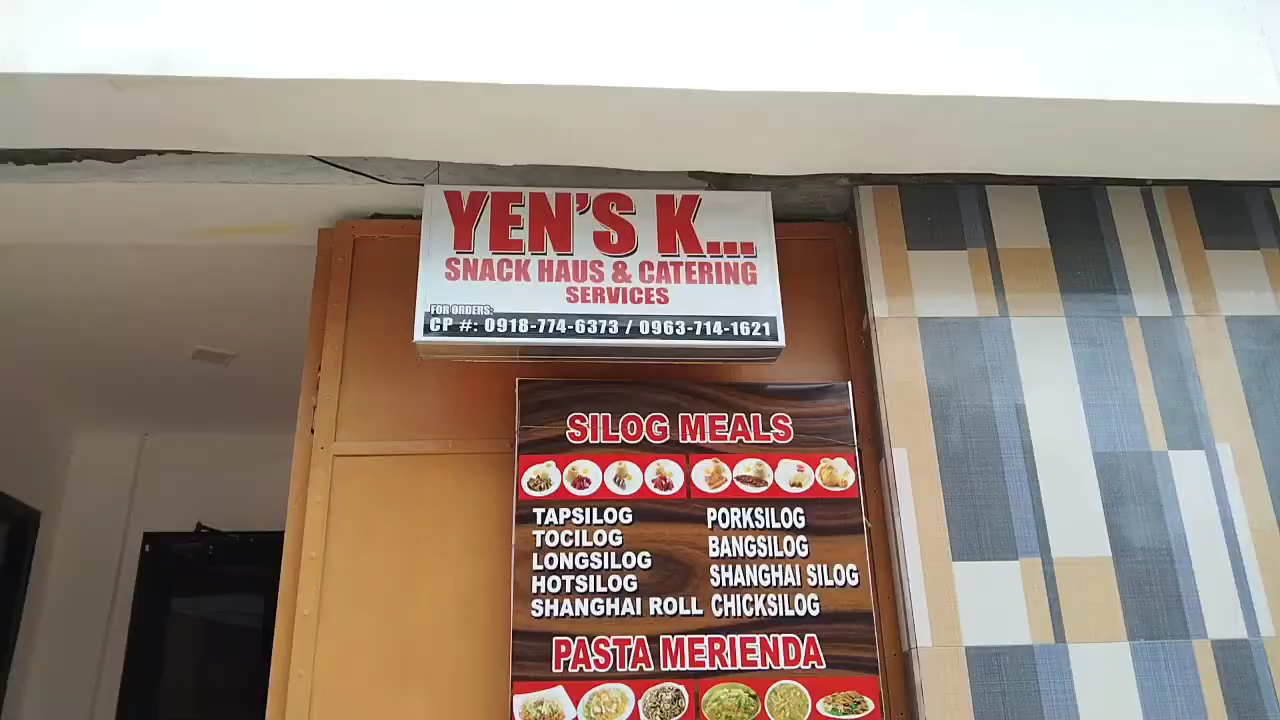 YEN'S K...
SNACK HAUS & CATERING
SERVICES
FOR ORDERS:
CP #: 0918-774-6373 / 0963-714-1621
SILOG MEALS
TAPSILOG
TOCILOG
LONGSILOG
HOTSILOG
SHANGHAI ROLL
PORKSILOG
BANGSILOG
SHANGHAI SILOG
CHICKSILOG
PASTA MERIENDA